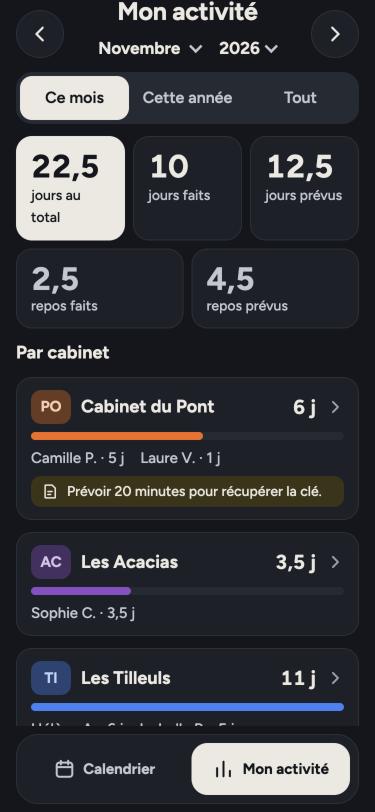 Mon activité
Novembre 2026
Ce mois Cette année Tout
22,5
jours au
total
10
jours faits
12,5
jours prévus
2,5
repos faits
4,5
repos prévus
Par cabinet
PO Cabinet du Pont 6 j
Camille P. · 5 j Laure V. · 1 j
Prévoir 20 minutes pour récupérer la clé.
AC Les Acacias 3,5 j
Sophie C. · 3,5 j
TI Les Tilleuls 11 j
Calendrier Mon activité